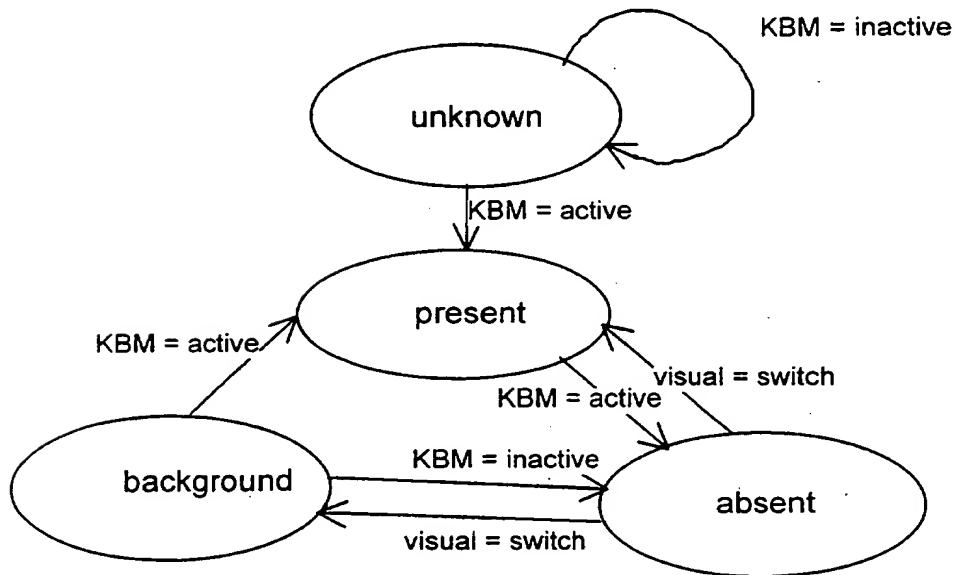 KBM = inactive
unknown
KBM = active
present
KBM = active
visual = switch
KBM = active
KBM = inactive
background
absent
visual = switch